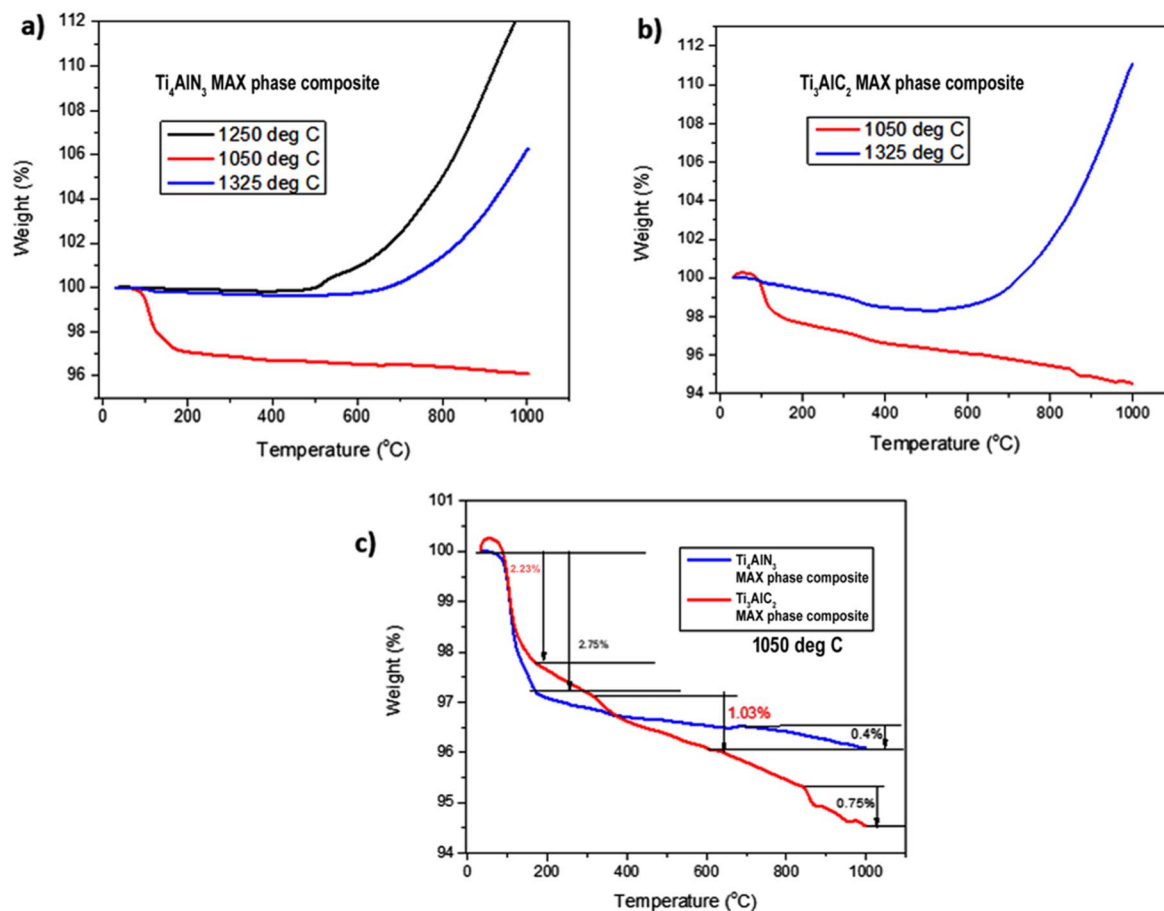 a)
Ti₄AlN₃ MAX phase composite
1250 deg C
1050 deg C
1325 deg C
Weight (%)
112
110
108
106
104
102
100
98
96
0
200
400
600
800
1000
Temperature (°C)
b)
Ti₃AlC₂ MAX phase composite
1050 deg C
1325 deg C
Weight (%)
112
110
108
106
104
102
100
98
96
94
0
200
400
600
800
1000
Temperature (°C)
c)
Ti₄AlN₃
MAX phase composite
Ti₃AlC₂
MAX phase composite
1050 deg C
2.23%
2.75%
1.03%
0.4%
0.75%
Weight (%)
101
100
99
98
97
96
95
94
0
200
400
600
800
1000
Temperature (°C)